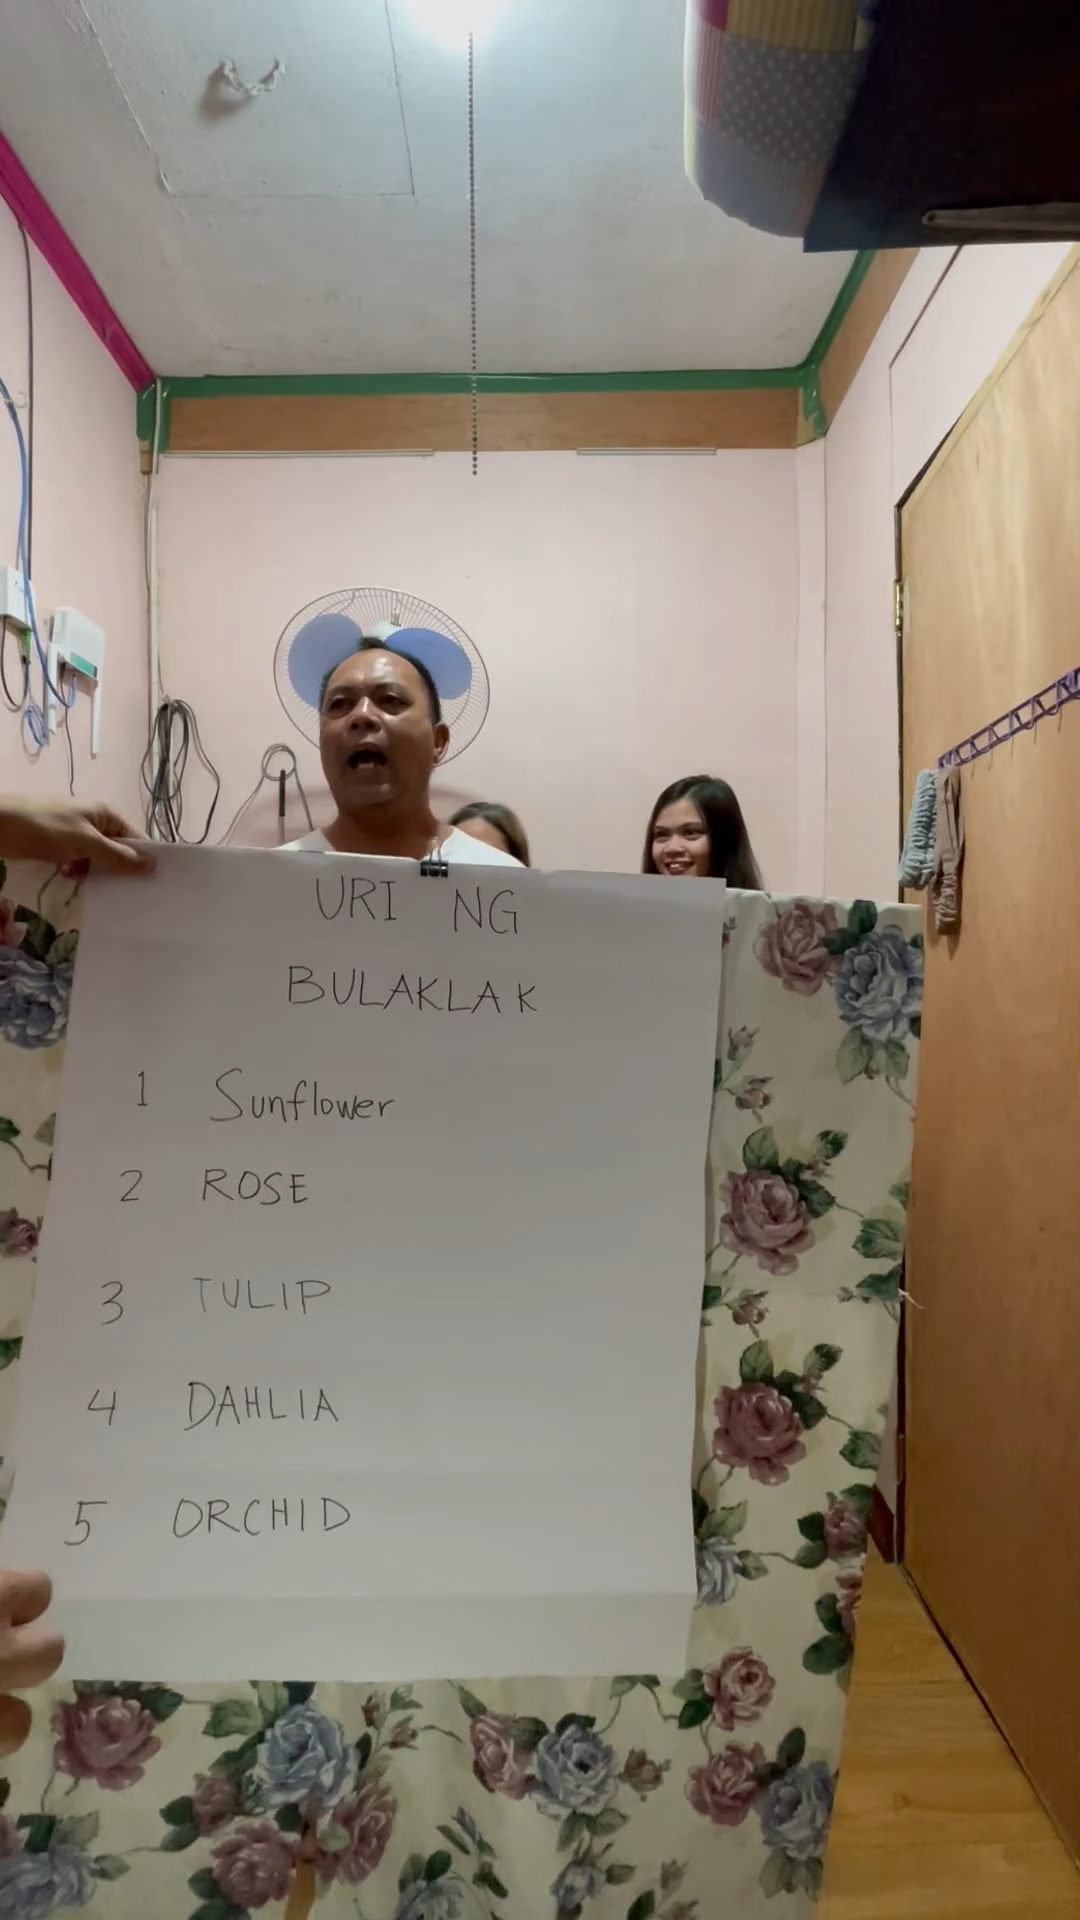 URI NG
BULAKLAK
1 Sunflower
2 ROSE
3 TULIP
4 DAHLIA
5 ORCHID